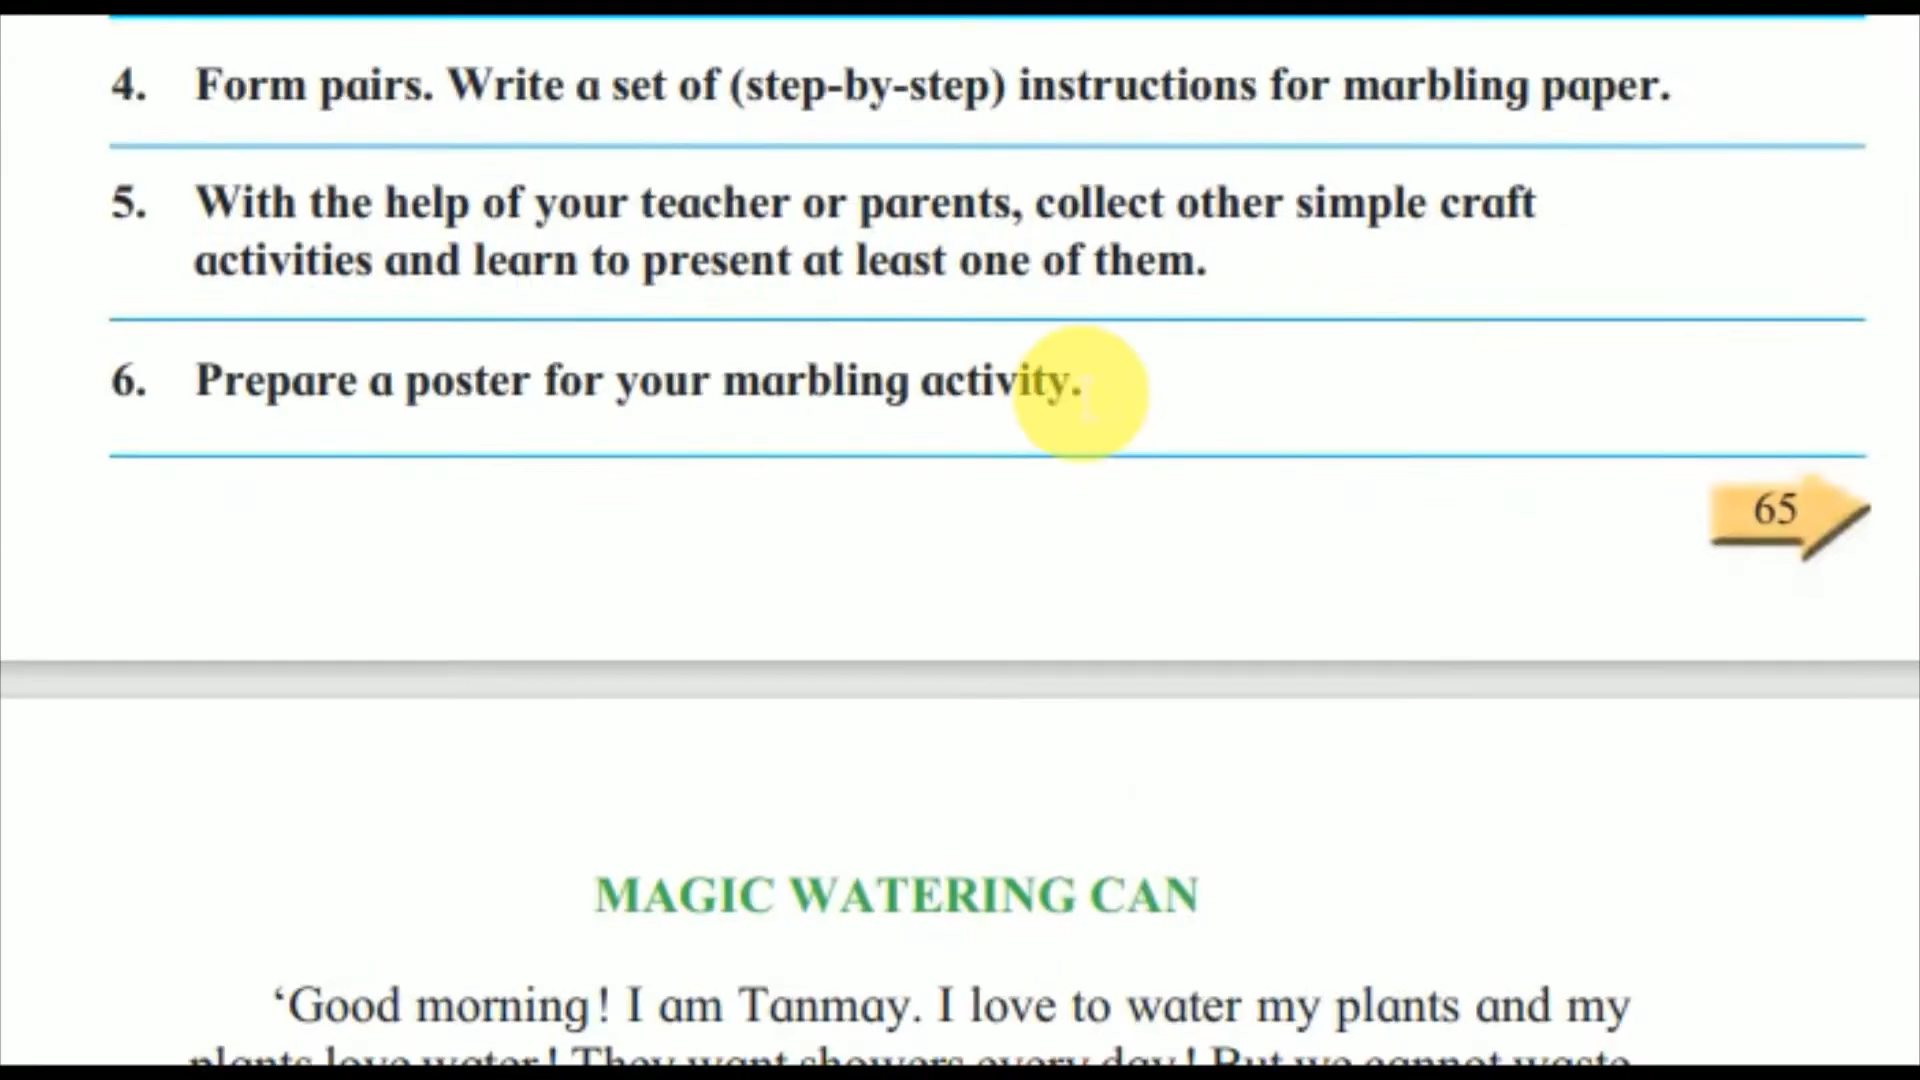 4. Form pairs. Write a set of (step-by-step) instructions for marbling paper.
5. With the help of your teacher or parents, collect other simple craft
activities and learn to present at least one of them.
6. Prepare a poster for your marbling activity.
65
MAGIC WATERING CAN
‘Good morning! I am Tanmay. I love to water my plants and my
plants love water! They want showers every day! But we cannot waste